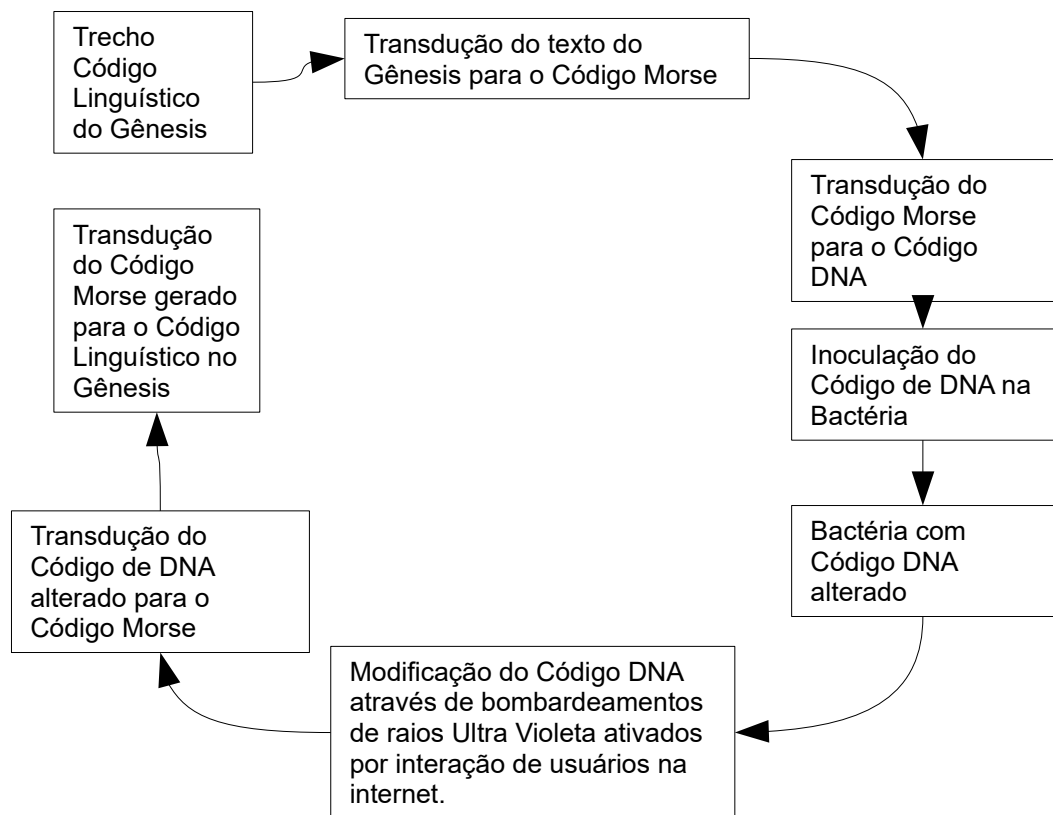 Trecho
Código
Linguístico
do Gênesis
Transdução do texto do
Gênesis para o Código Morse
Transdução do
Código Morse
para o Código
DNA
Inoculação do
Código de DNA na
Bactéria
Bactéria com
Código DNA
alterado
Modificação do Código DNA
através de bombardeamentos
de raios Ultra Violeta ativados
por interação de usuários na
internet.
Transdução do
Código de DNA
alterado para o
Código Morse
Transdução
do Código
Morse gerado
para o Código
Linguístico no
Gênesis